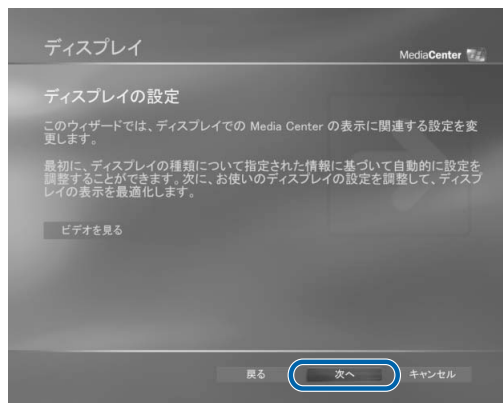 ディスプレイ
MediaCenter
ディスプレイの設定
このウィザードでは、ディスプレイでの Media Center の表示に関連する設定を変
更します。
最初に、ディスプレイの種類について指定された情報に基づいて自動的に設定を
調整することができます。次に、お使いのディスプレイの設定を調整して、ディスプ
レイの表示を最適化します。
ビデオを見る
戻る
次へ
キャンセル